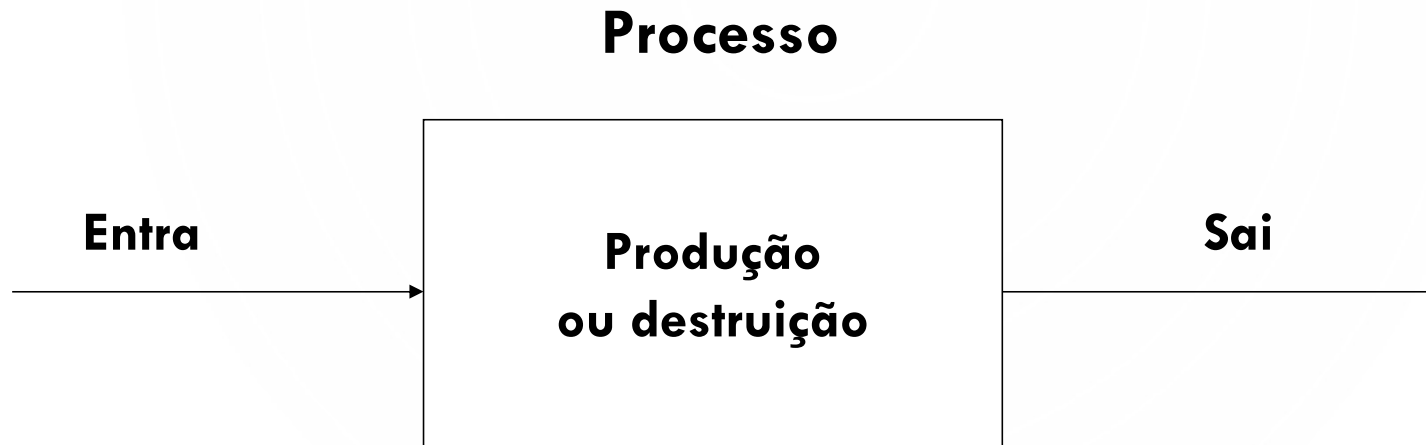 Processo
Entra
Sai
Produção
ou destruição